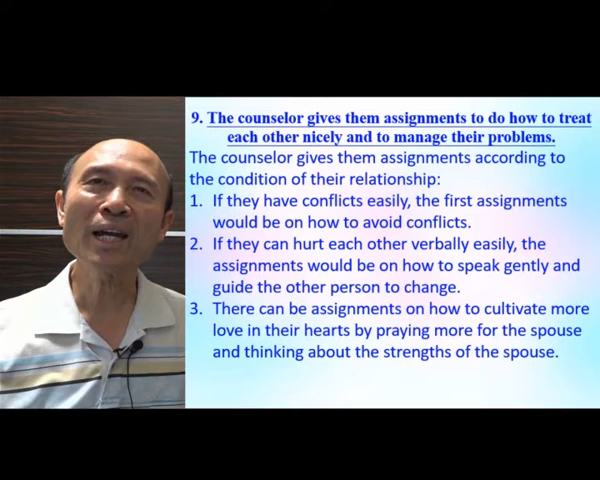 9. The counselor gives them assignments to do how to treat
each other nicely and to manage their problems.
The counselor gives them assignments according to
the condition of their relationship:
1. If they have conflicts easily, the first assignments
would be on how to avoid conflicts.
2. If they can hurt each other verbally easily, the
assignments would be on how to speak gently and
guide the other person to change.
3. There can be assignments on how to cultivate more
love in their hearts by praying more for the spouse
and thinking about the strengths of the spouse.